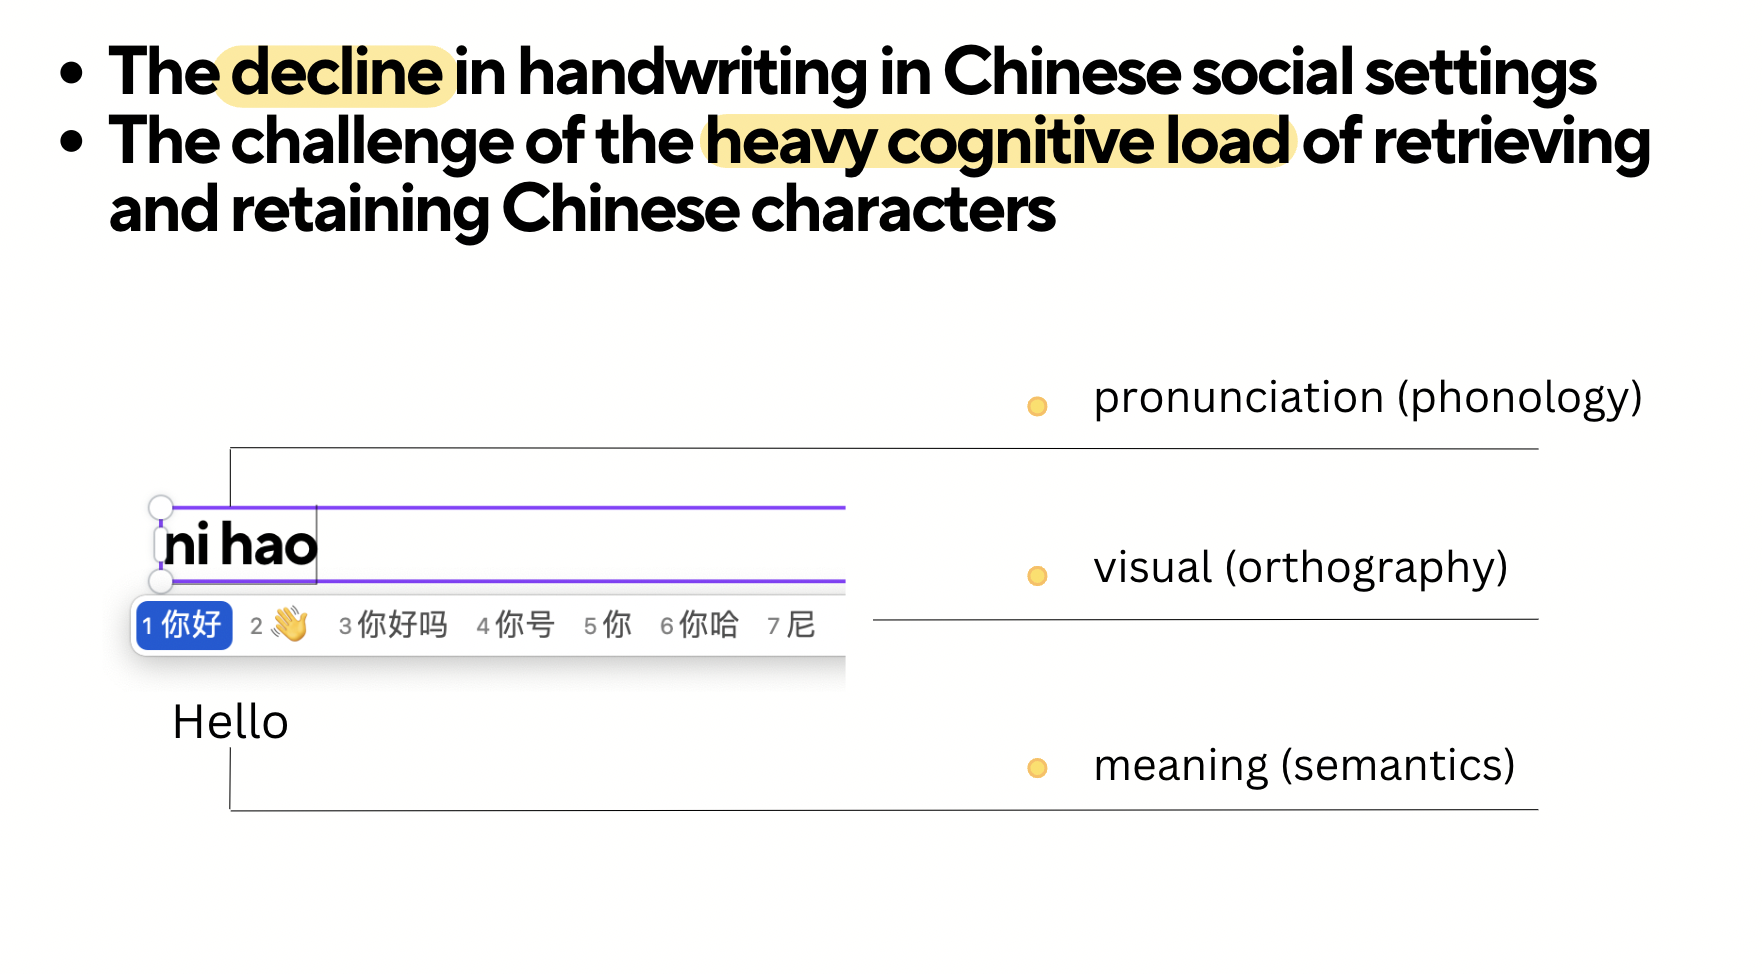 • The decline in handwriting in Chinese social settings
• The challenge of the heavy cognitive load of retrieving
and retaining Chinese characters
pronunciation (phonology)
ni hao
visual (orthography)
1 你好 2 👋 3 你好吗 4 你号 5 你 6 你哈 7 尼
Hello
meaning (semantics)